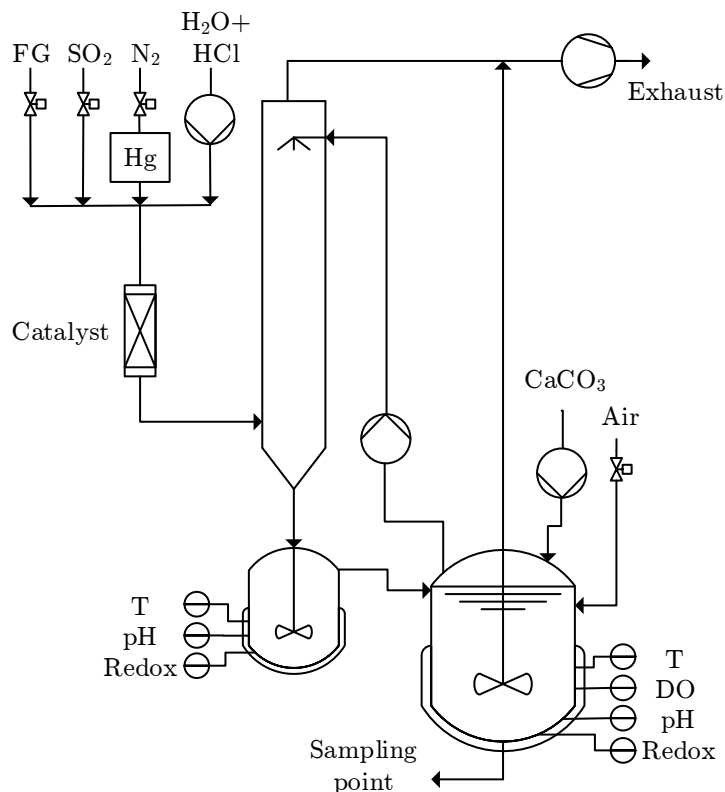 H₂O+
FG SO₂ N₂ HCl
Exhaust
Hg
Catalyst
CaCO₃
Air
T
pH
Redox
T
DO
pH
Redox
Sampling
point